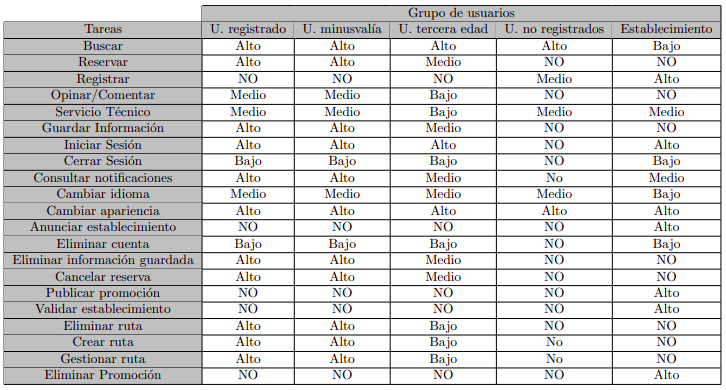 Grupo de usuarios
Tareas U. registrado U. minusvalía U. tercera edad U. no registrados Establecimiento
Buscar Alto Alto Alto Alto Bajo
Reservar Alto Alto Medio NO NO
Registrar NO NO NO Medio Alto
Opinar/Comentar Medio Medio Bajo NO NO
Servicio Técnico Medio Medio Bajo Medio Medio
Guardar Información Alto Alto Medio NO NO
Iniciar Sesión Alto Alto Alto NO Alto
Cerrar Sesión Bajo Bajo Bajo NO Bajo
Consultar notificaciones Alto Alto Medio No Medio
Cambiar idioma Medio Medio Medio Medio Bajo
Cambiar apariencia Alto Alto Alto Alto Alto
Anunciar establecimiento NO NO NO NO Alto
Eliminar cuenta Bajo Bajo Bajo NO Bajo
Eliminar información guardada Alto Alto Medio NO NO
Cancelar reserva Alto Alto Medio NO NO
Publicar promoción NO NO NO NO Alto
Validar establecimiento NO NO NO NO Alto
Eliminar ruta Alto Alto Bajo NO NO
Crear ruta Alto Alto Bajo No NO
Gestionar ruta Alto Alto Bajo No NO
Eliminar Promoción NO NO NO NO Alto